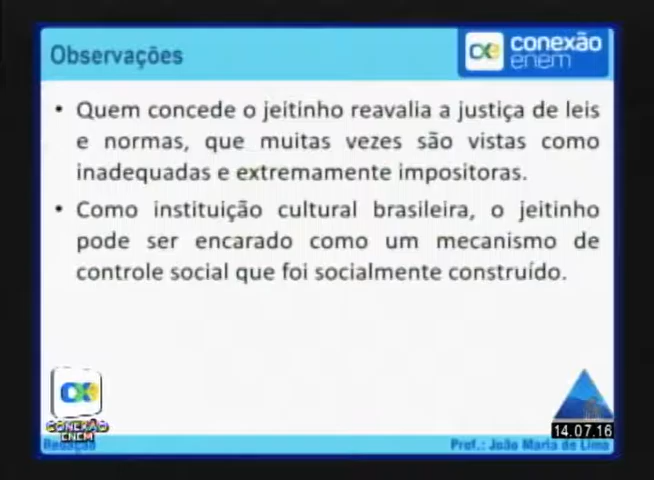 Observações
conexão
enem
• Quem concede o jeitinho reavalia a justiça de leis
e normas, que muitas vezes são vistas como
inadequadas e extremamente impositoras.
• Como instituição cultural brasileira, o jeitinho
pode ser encarado como um mecanismo de
controle social que foi socialmente construído.
CONEXÃO
ENEM
14.07.16
Redação
Prof.: João Maria de Lima